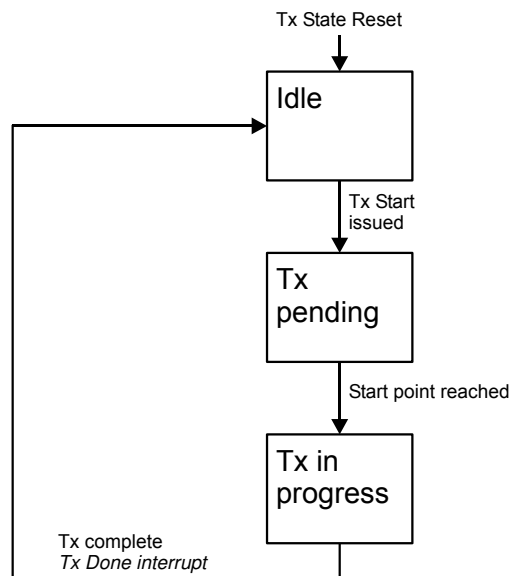 Tx State Reset
Idle
Tx Start
issued
Tx
pending
Start point reached
Tx in
progress
Tx complete
Tx Done interrupt